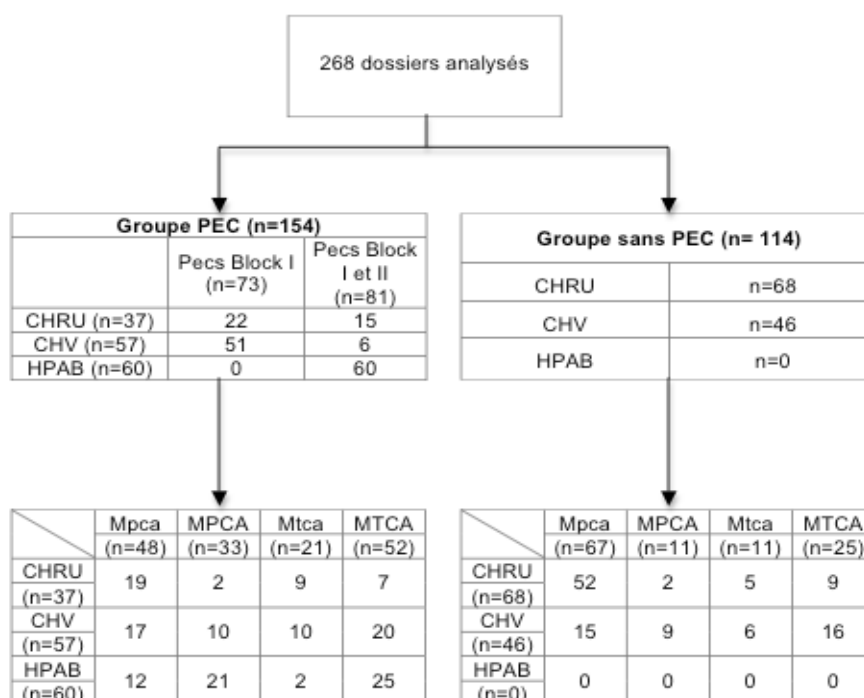 268 dossiers analysés
Groupe PEC (n=154)
Pecs Block I (n=73)
Pecs Block I et II (n=81)
CHRU (n=37) 22 15
CHV (n=57) 51 6
HPAB (n=60) 0 60
Groupe sans PEC (n= 114)
CHRU n=68
CHV n=46
HPAB n=0
Mpca MPCA Mtca MTCA
(n=48) (n=33) (n=21) (n=52)
CHRU
(n=37) 19 2 9 7
CHV
(n=57) 17 10 10 20
HPAB
(n=60) 12 21 2 25
Mpca MPCA Mtca MTCA
(n=67) (n=11) (n=11) (n=25)
CHRU
(n=68) 52 2 5 9
CHV
(n=46) 15 9 6 16
HPAB
(n=0) 0 0 0 0